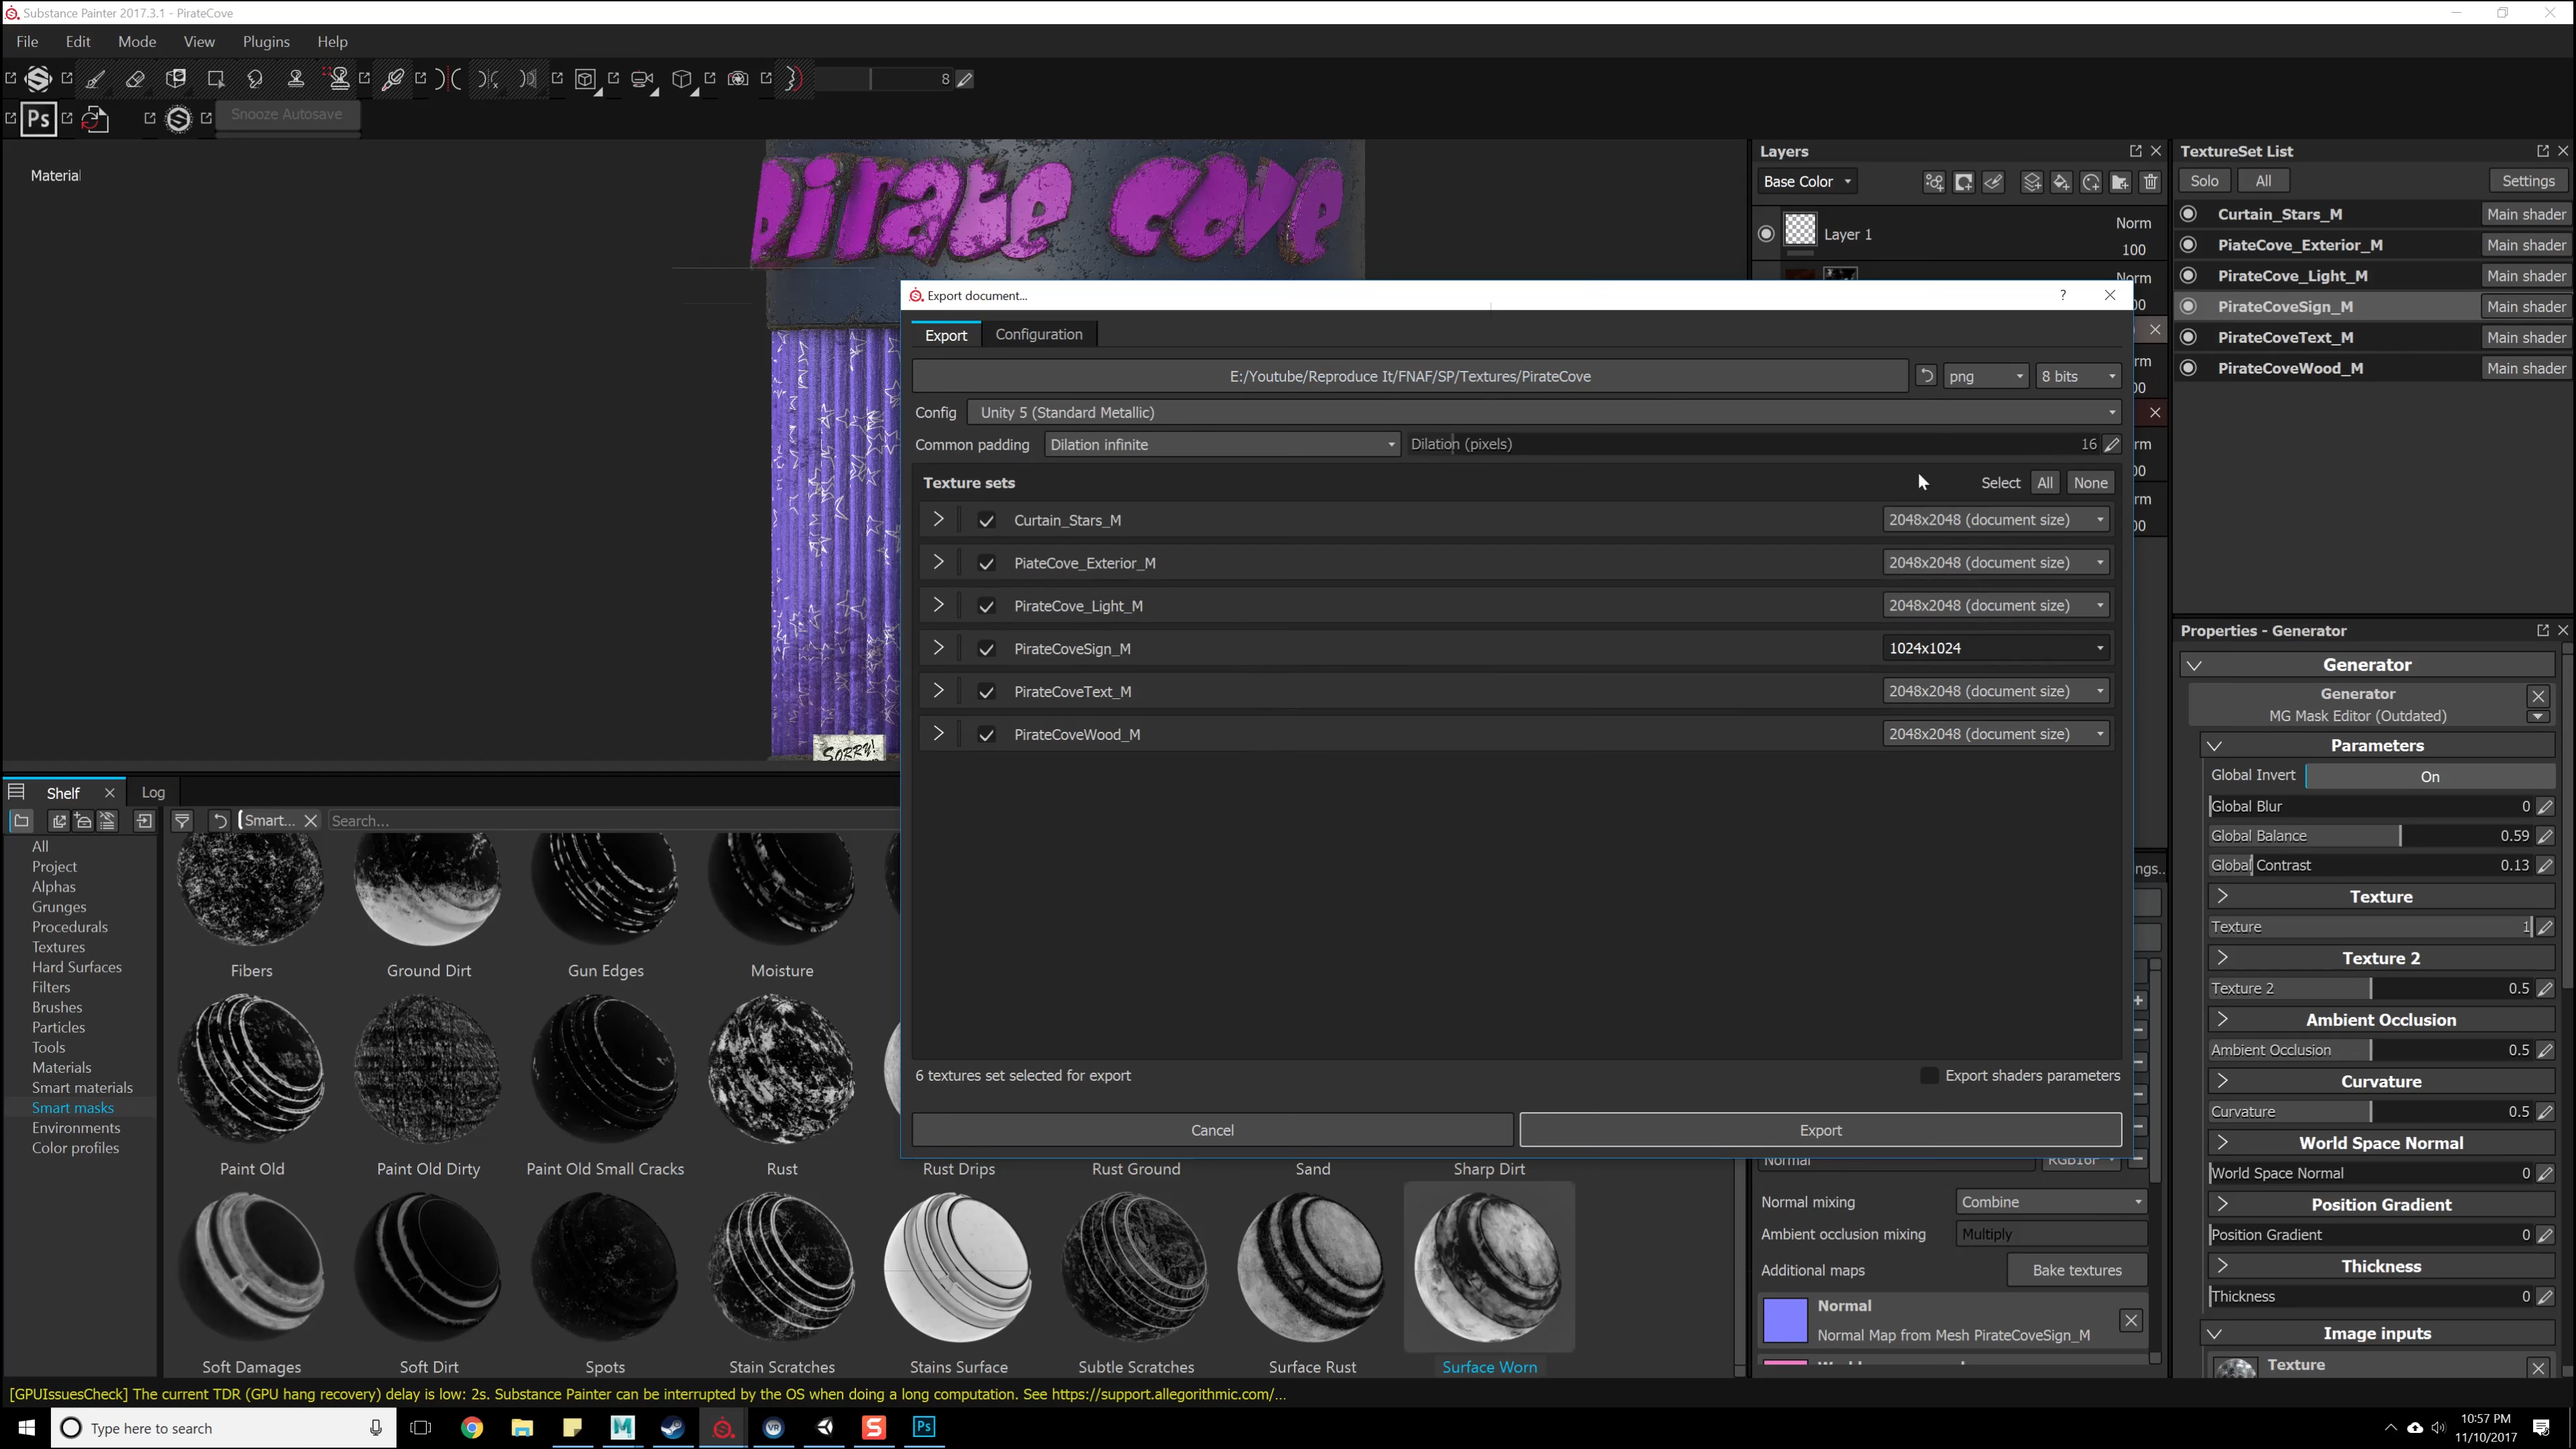 Substance Painter 2017.3.1 - PirateCove
File Edit Mode View Plugins Help
8
Ps Snooze Autosave
Material
pirate cove
SORRY!
Layers
Base Color
Layer 1 Norm
100
Norm
TextureSet List
Solo All Settings
Curtain_Stars_M Main shader
PiateCove_Exterior_M Main shader
PirateCove_Light_M Main shader
PirateCoveSign_M Main shader
PirateCoveText_M Main shader
PirateCoveWood_M Main shader
Export document...
Export Configuration
E:/Youtube/Reproduce It/FNAF/SP/Textures/PirateCove png 8 bits
Config Unity 5 (Standard Metallic)
Common padding Dilation infinite Dilation (pixels) 16
Texture sets Select All None
Curtain_Stars_M 2048x2048 (document size)
PiateCove_Exterior_M 2048x2048 (document size)
PirateCove_Light_M 2048x2048 (document size)
PirateCoveSign_M 1024x1024
PirateCoveText_M 2048x2048 (document size)
PirateCoveWood_M 2048x2048 (document size)
6 textures set selected for export Export shaders parameters
Cancel Export
Properties - Generator
Generator
Generator
MG Mask Editor (Outdated)
Parameters
Global Invert On
Global Blur 0
Global Balance 0.59
Global Contrast 0.13
Texture
Texture 1
Texture 2
Texture 2 0.5
Ambient Occlusion
Ambient Occlusion 0.5
Curvature
Curvature 0.5
World Space Normal
World Space Normal 0
Position Gradient
Position Gradient 0
Thickness
Thickness 0
Image inputs
Texture
Normal RGB16F
Normal mixing Combine
Ambient occlusion mixing Multiply
Additional maps Bake textures
Normal
Normal Map from Mesh PirateCoveSign_M
Shelf Log
Smart... Search...
All
Project
Alphas
Grunges
Procedurals
Textures
Hard Surfaces
Filters
Brushes
Particles
Tools
Materials
Smart materials
Smart masks
Environments
Color profiles
Fibers Ground Dirt Gun Edges Moisture
Paint Old Paint Old Dirty Paint Old Small Cracks Rust Rust Drips Rust Ground Sand Sharp Dirt
Soft Damages Soft Dirt Spots Stain Scratches Stains Surface Subtle Scratches Surface Rust Surface Worn
[GPUIssuesCheck] The current TDR (GPU hang recovery) delay is low: 2s. Substance Painter can be interrupted by the OS when doing a long computation. See https://support.allegorithmic.com/...
Type here to search
10:57 PM
11/10/2017